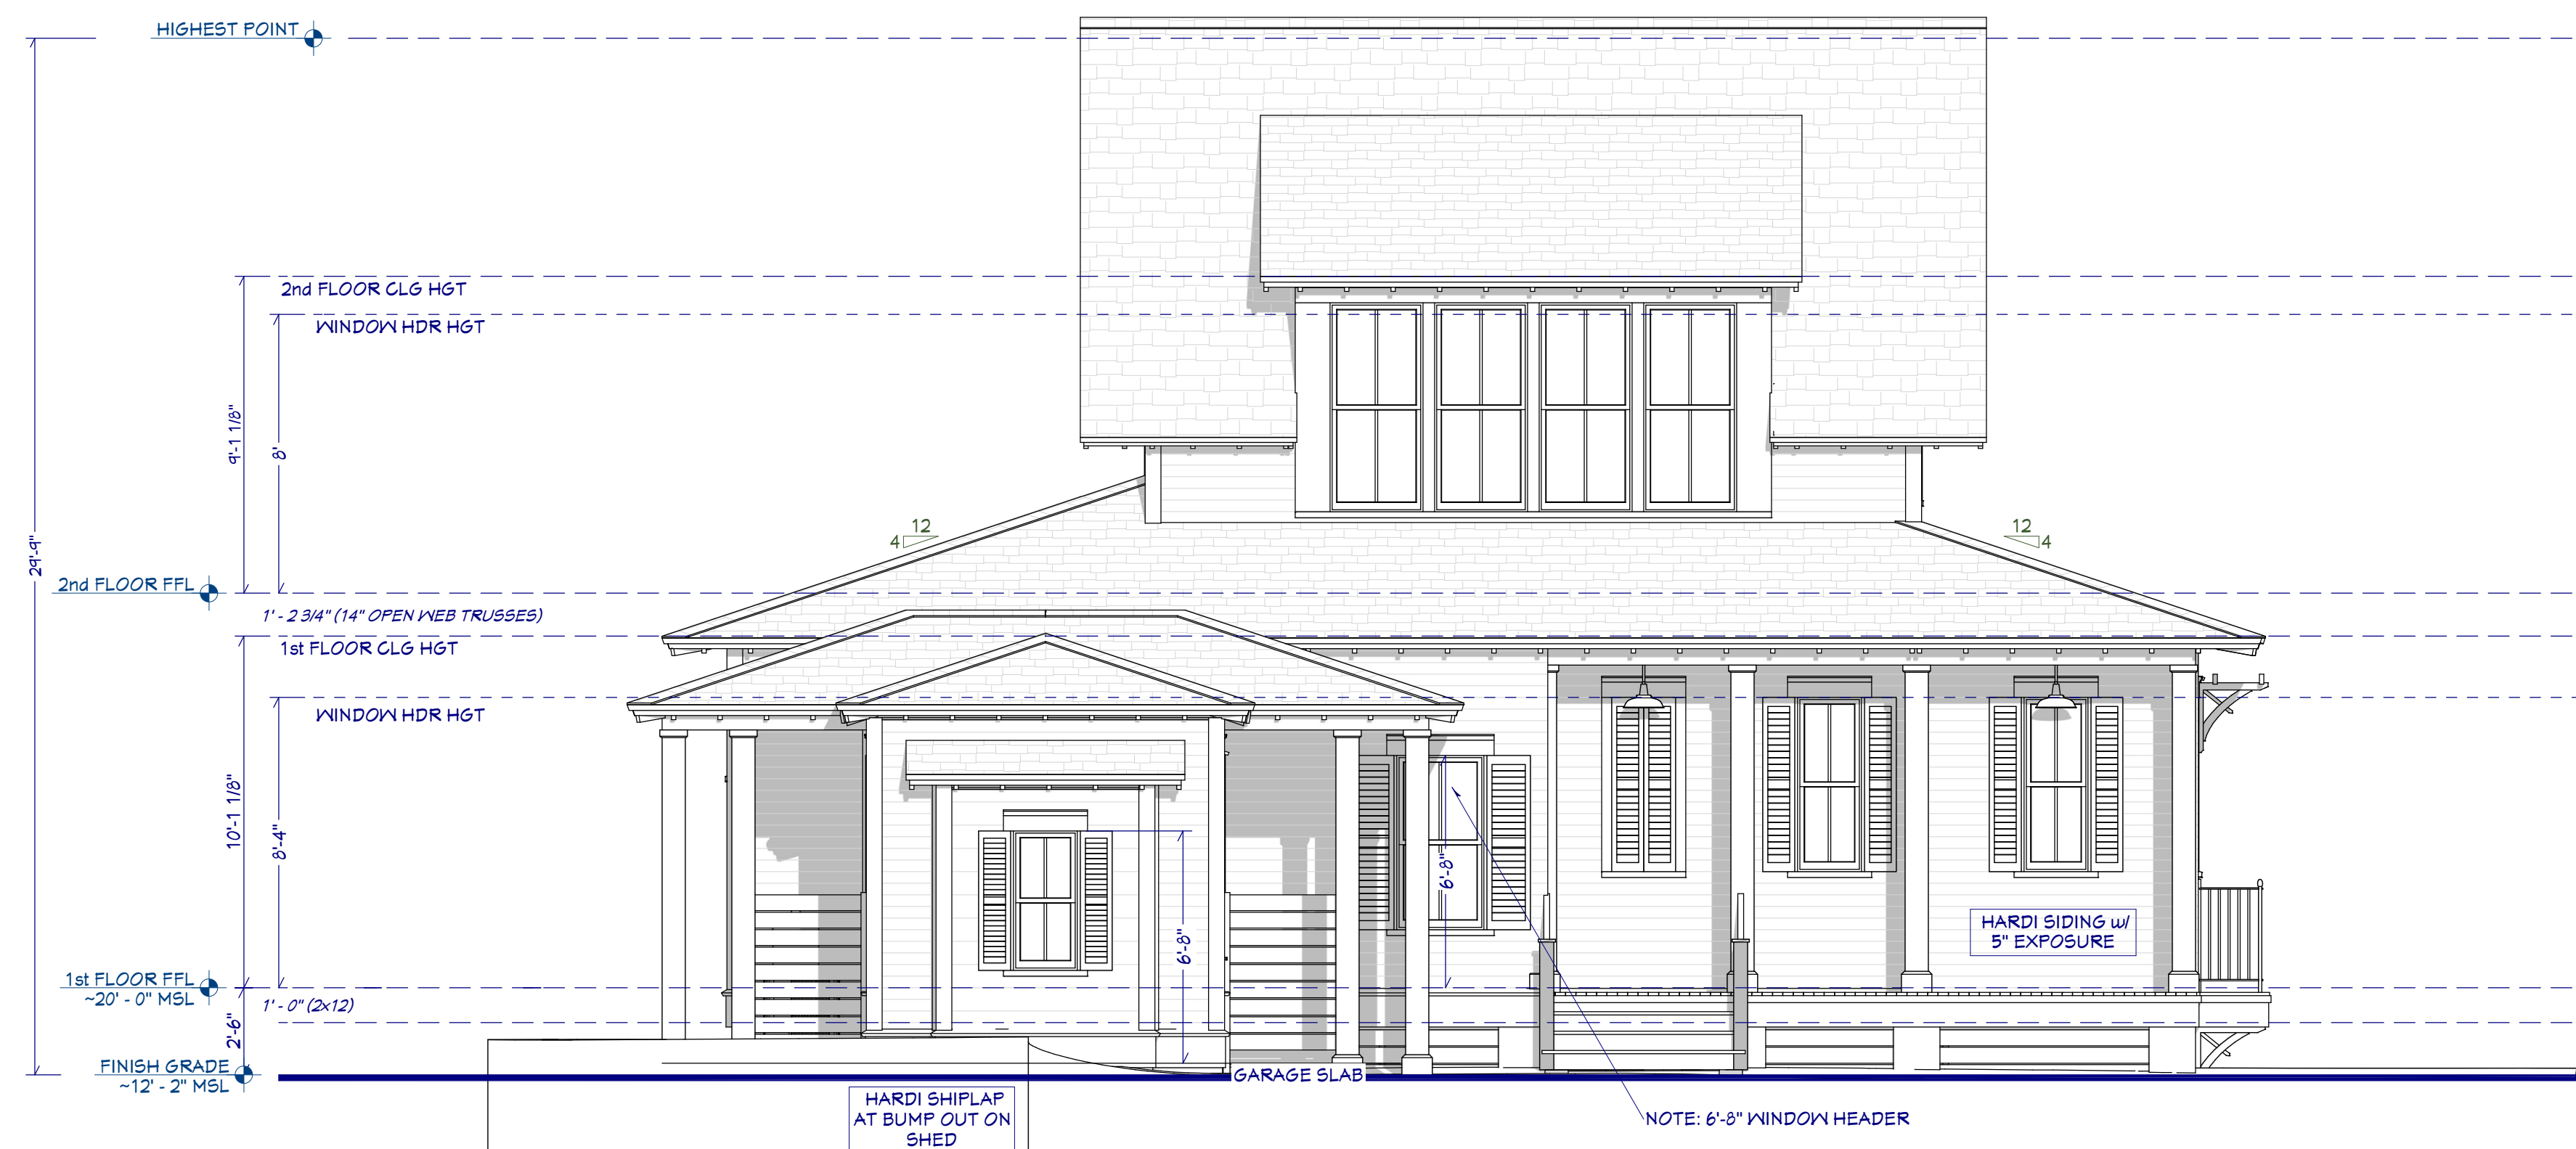 HIGHEST POINT
2nd FLOOR CLG HGT
WINDOW HDR HGT
9'-1 1/8"
8'
29'-9"
12
4
12
4
2nd FLOOR FFL
1' - 2 3/4" (14" OPEN WEB TRUSSES)
1st FLOOR CLG HGT
WINDOW HDR HGT
10'-1 1/8"
8'-4"
6'-8"
6'-8"
HARDI SIDING w/
5" EXPOSURE
1st FLOOR FFL
~20' - 0" MSL
1' - 0" (2x12)
2'-6"
FINISH GRADE
~12' - 2" MSL
GARAGE SLAB
HARDI SHIPLAP
AT BUMP OUT ON
SHED
NOTE: 6'-8" WINDOW HEADER